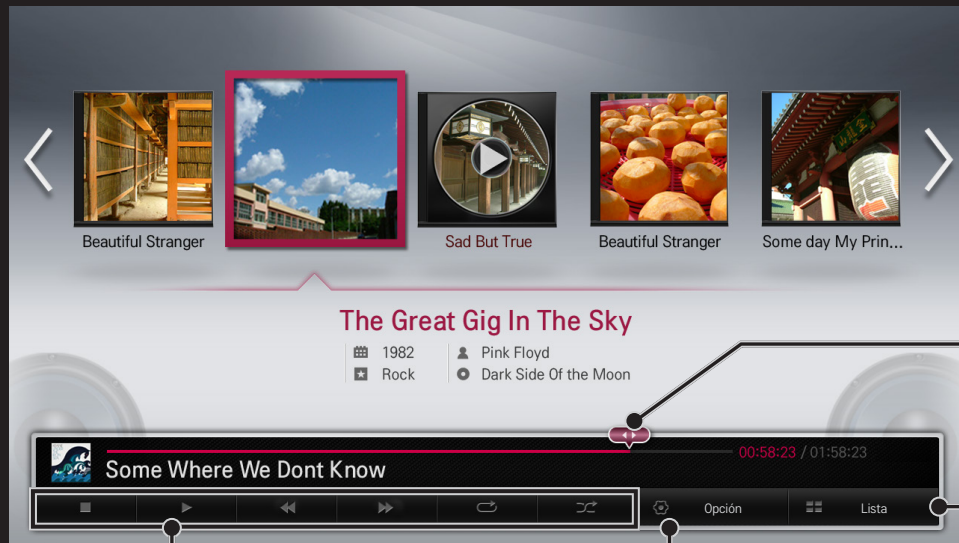 Beautiful Stranger
Sad But True
Beautiful Stranger
Some day My Prin...
The Great Gig In The Sky
1982
Pink Floyd
Rock
Dark Side Of the Moon
00:58:23 / 01:58:23
Some Where We Dont Know
Opción
Lista